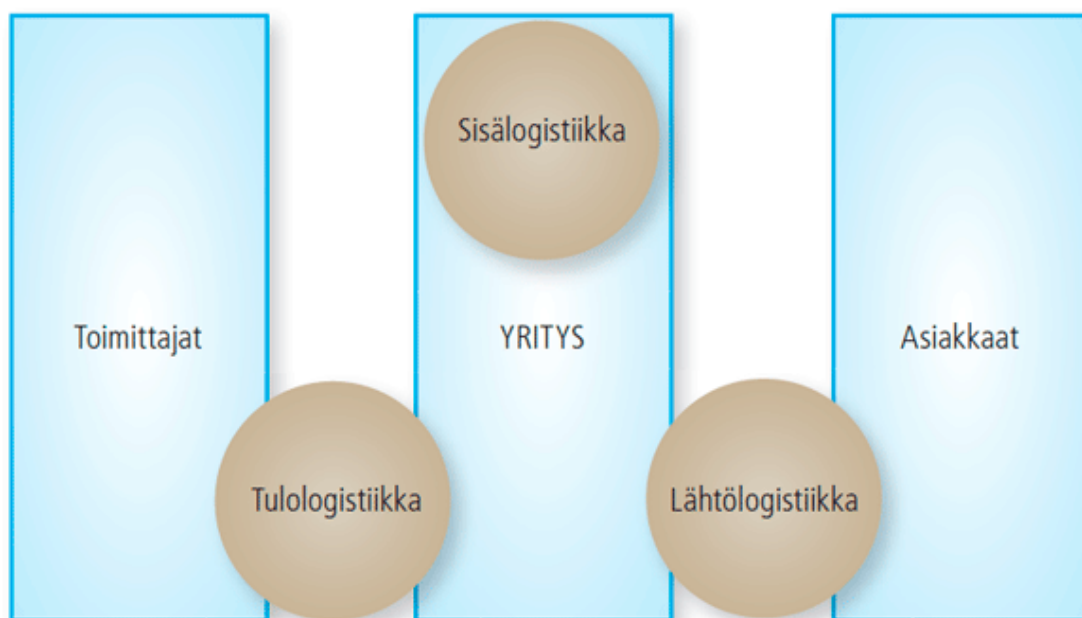 Sisälogistiikka
Toimittajat
YRITYS
Asiakkaat
Tulologistiikka
Lähtölogistiikka